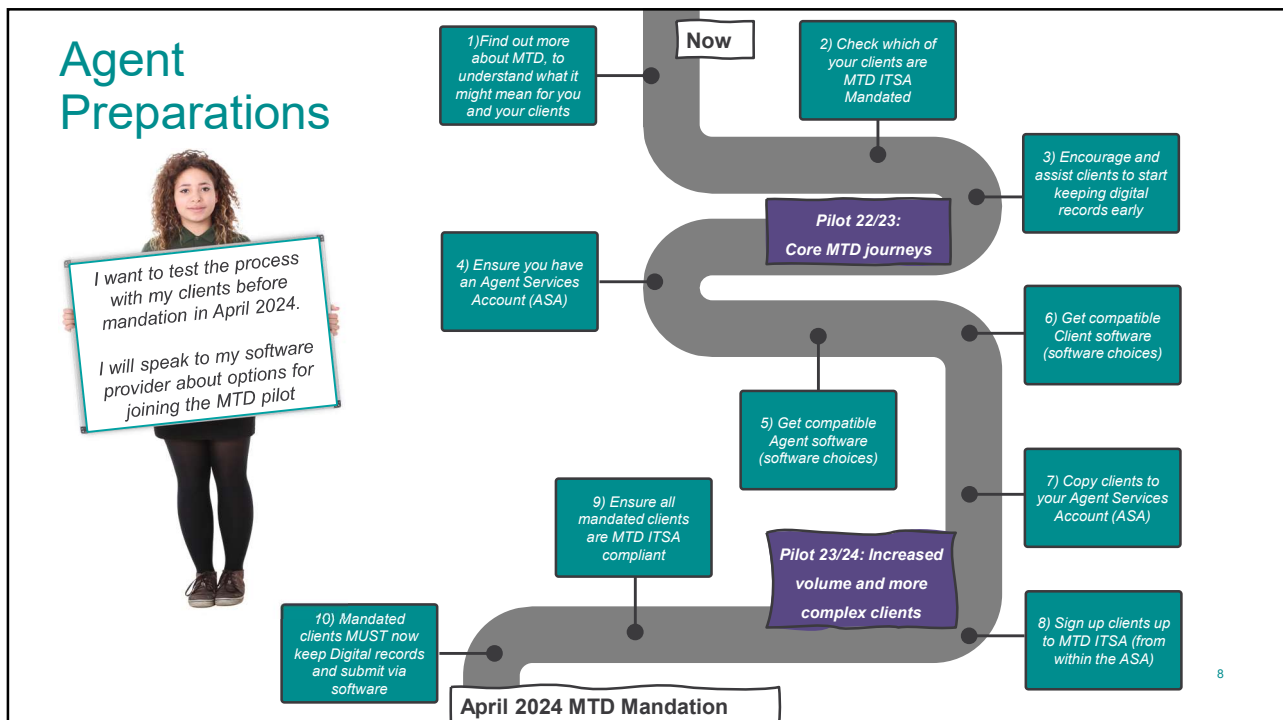 Agent
Preparations
Now
1)Find out more
about MTD, to
understand what it
might mean for you
and your clients
2) Check which of
your clients are
MTD ITSA
Mandated
3) Encourage and
assist clients to start
keeping digital
records early
Pilot 22/23:
Core MTD journeys
I want to test the process
with my clients before
mandation in April 2024.
I will speak to my software
provider about options for
joining the MTD pilot
4) Ensure you have
an Agent Services
Account (ASA)
5) Get compatible
Agent software
(software choices)
6) Get compatible
Client software
(software choices)
7) Copy clients to
your Agent Services
Account (ASA)
Pilot 23/24: Increased
volume and more
complex clients
8) Sign up clients up
to MTD ITSA (from
within the ASA)
9) Ensure all
mandated clients
are MTD ITSA
compliant
10) Mandated
clients MUST now
keep Digital records
and submit via
software
April 2024 MTD Mandation
8